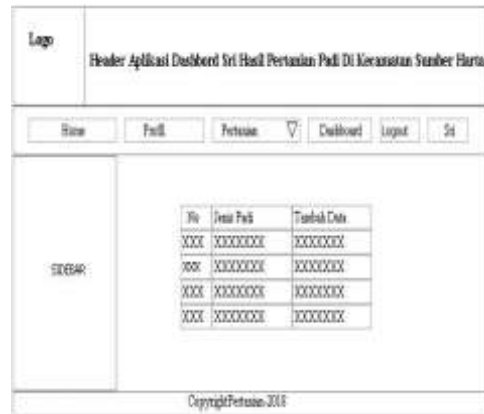 Logo
Header Aplikasi Dashbord Sri Hasil Pertanian Padi Di Kecamatan Sumber Harta
Home Profil Pertanian Dashboard Logout Sri
No Jenis Padi Tambah Data
XXX XXXXXXX XXXXXXX
XXX XXXXXXX XXXXXXX
SIDEBAR
XXX XXXXXXX XXXXXXX
XXX XXXXXXX XXXXXXX
CopyrightPertanian-2018